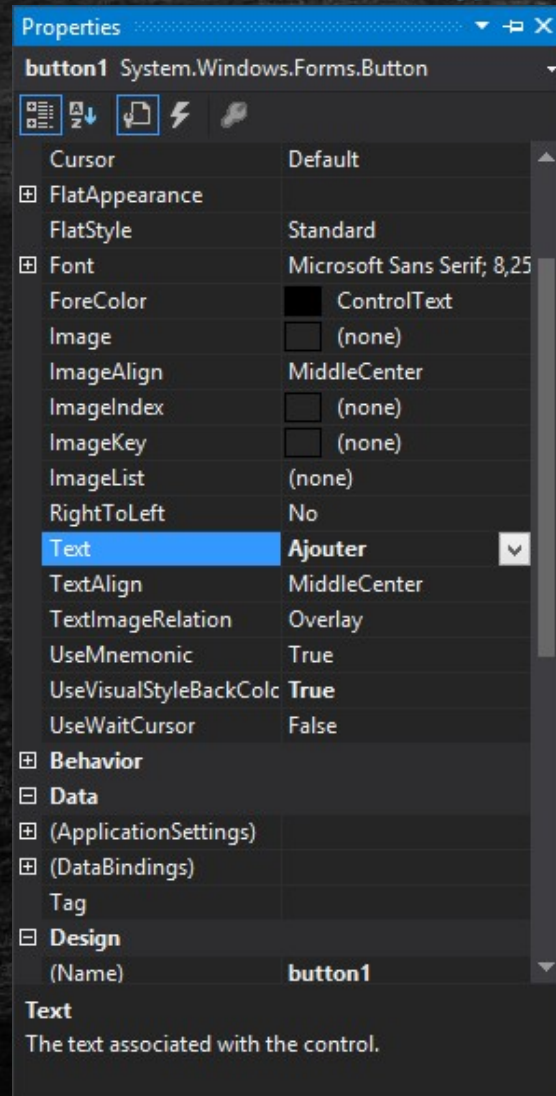 Properties
button1 System.Windows.Forms.Button
Cursor Default
FlatAppearance
FlatStyle Standard
Font Microsoft Sans Serif; 8,25
ForeColor ControlText
Image (none)
ImageAlign MiddleCenter
ImageIndex (none)
ImageKey (none)
ImageList (none)
RightToLeft No
Text Ajouter
TextAlign MiddleCenter
TextImageRelation Overlay
UseMnemonic True
UseVisualStyleBackColc True
UseWaitCursor False
Behavior
Data
(ApplicationSettings)
(DataBindings)
Tag
Design
(Name) button1
Text
The text associated with the control.